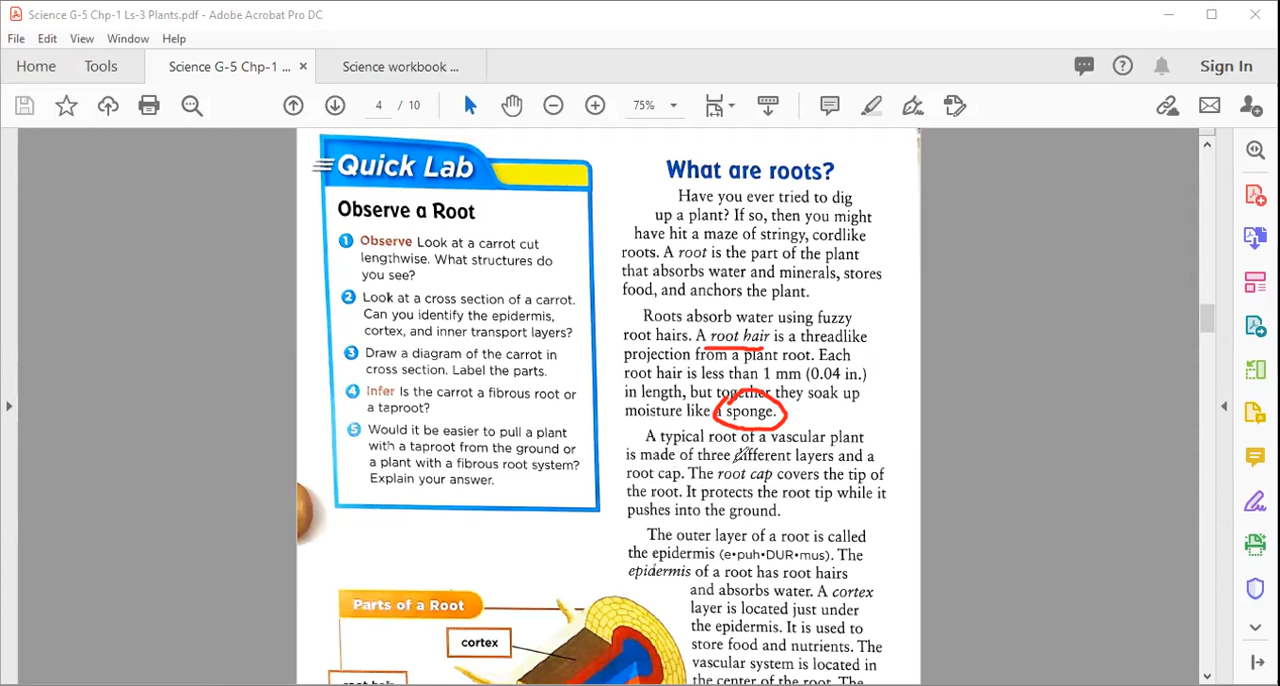 Science G-5 Chp-1 Ls-3 Plants.pdf - Adobe Acrobat Pro DC
File Edit View Window Help
Home Tools Science G-5 Chp-1 ... × Science workbook ... Sign In
4 / 10 75%
Quick Lab
Observe a Root
1 Observe Look at a carrot cut
lengthwise. What structures do
you see?
2 Look at a cross section of a carrot.
Can you identify the epidermis,
cortex, and inner transport layers?
3 Draw a diagram of the carrot in
cross section. Label the parts.
4 Infer Is the carrot a fibrous root or
a taproot?
5 Would it be easier to pull a plant
with a taproot from the ground or
a plant with a fibrous root system?
Explain your answer.
Parts of a Root
cortex
root hair
What are roots?
Have you ever tried to dig
up a plant? If so, then you might
have hit a maze of stringy, cordlike
roots. A root is the part of the plant
that absorbs water and minerals, stores
food, and anchors the plant.
Roots absorb water using fuzzy
root hairs. A root hair is a threadlike
projection from a plant root. Each
root hair is less than 1 mm (0.04 in.)
in length, but together they soak up
moisture like a sponge.
A typical root of a vascular plant
is made of three different layers and a
root cap. The root cap covers the tip of
the root. It protects the root tip while it
pushes into the ground.
The outer layer of a root is called
the epidermis (e•puh•DUR•mus). The
epidermis of a root has root hairs
and absorbs water. A cortex
layer is located just under
the epidermis. It is used to
store food and nutrients. The
vascular system is located in
the center of the root. The